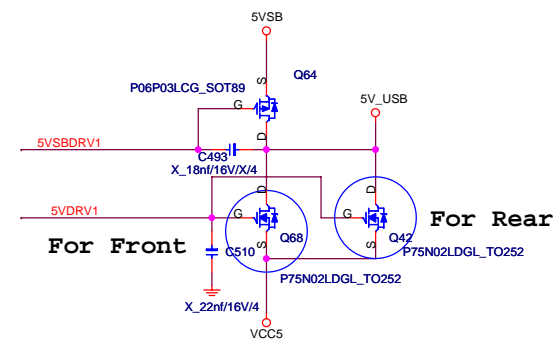 5VSB
S
Q64
P06P03LCG_SOT89
G
5V_USB
D
5VSBDRV1
C493
X_18nf/16V/X/4
D
D
5VDRV1
G
G
For Rear
For Front
C510
S
Q68
S
Q42
P75N02LDGL_TO252
P75N02LDGL_TO252
X_22nf/16V/4
VCC5